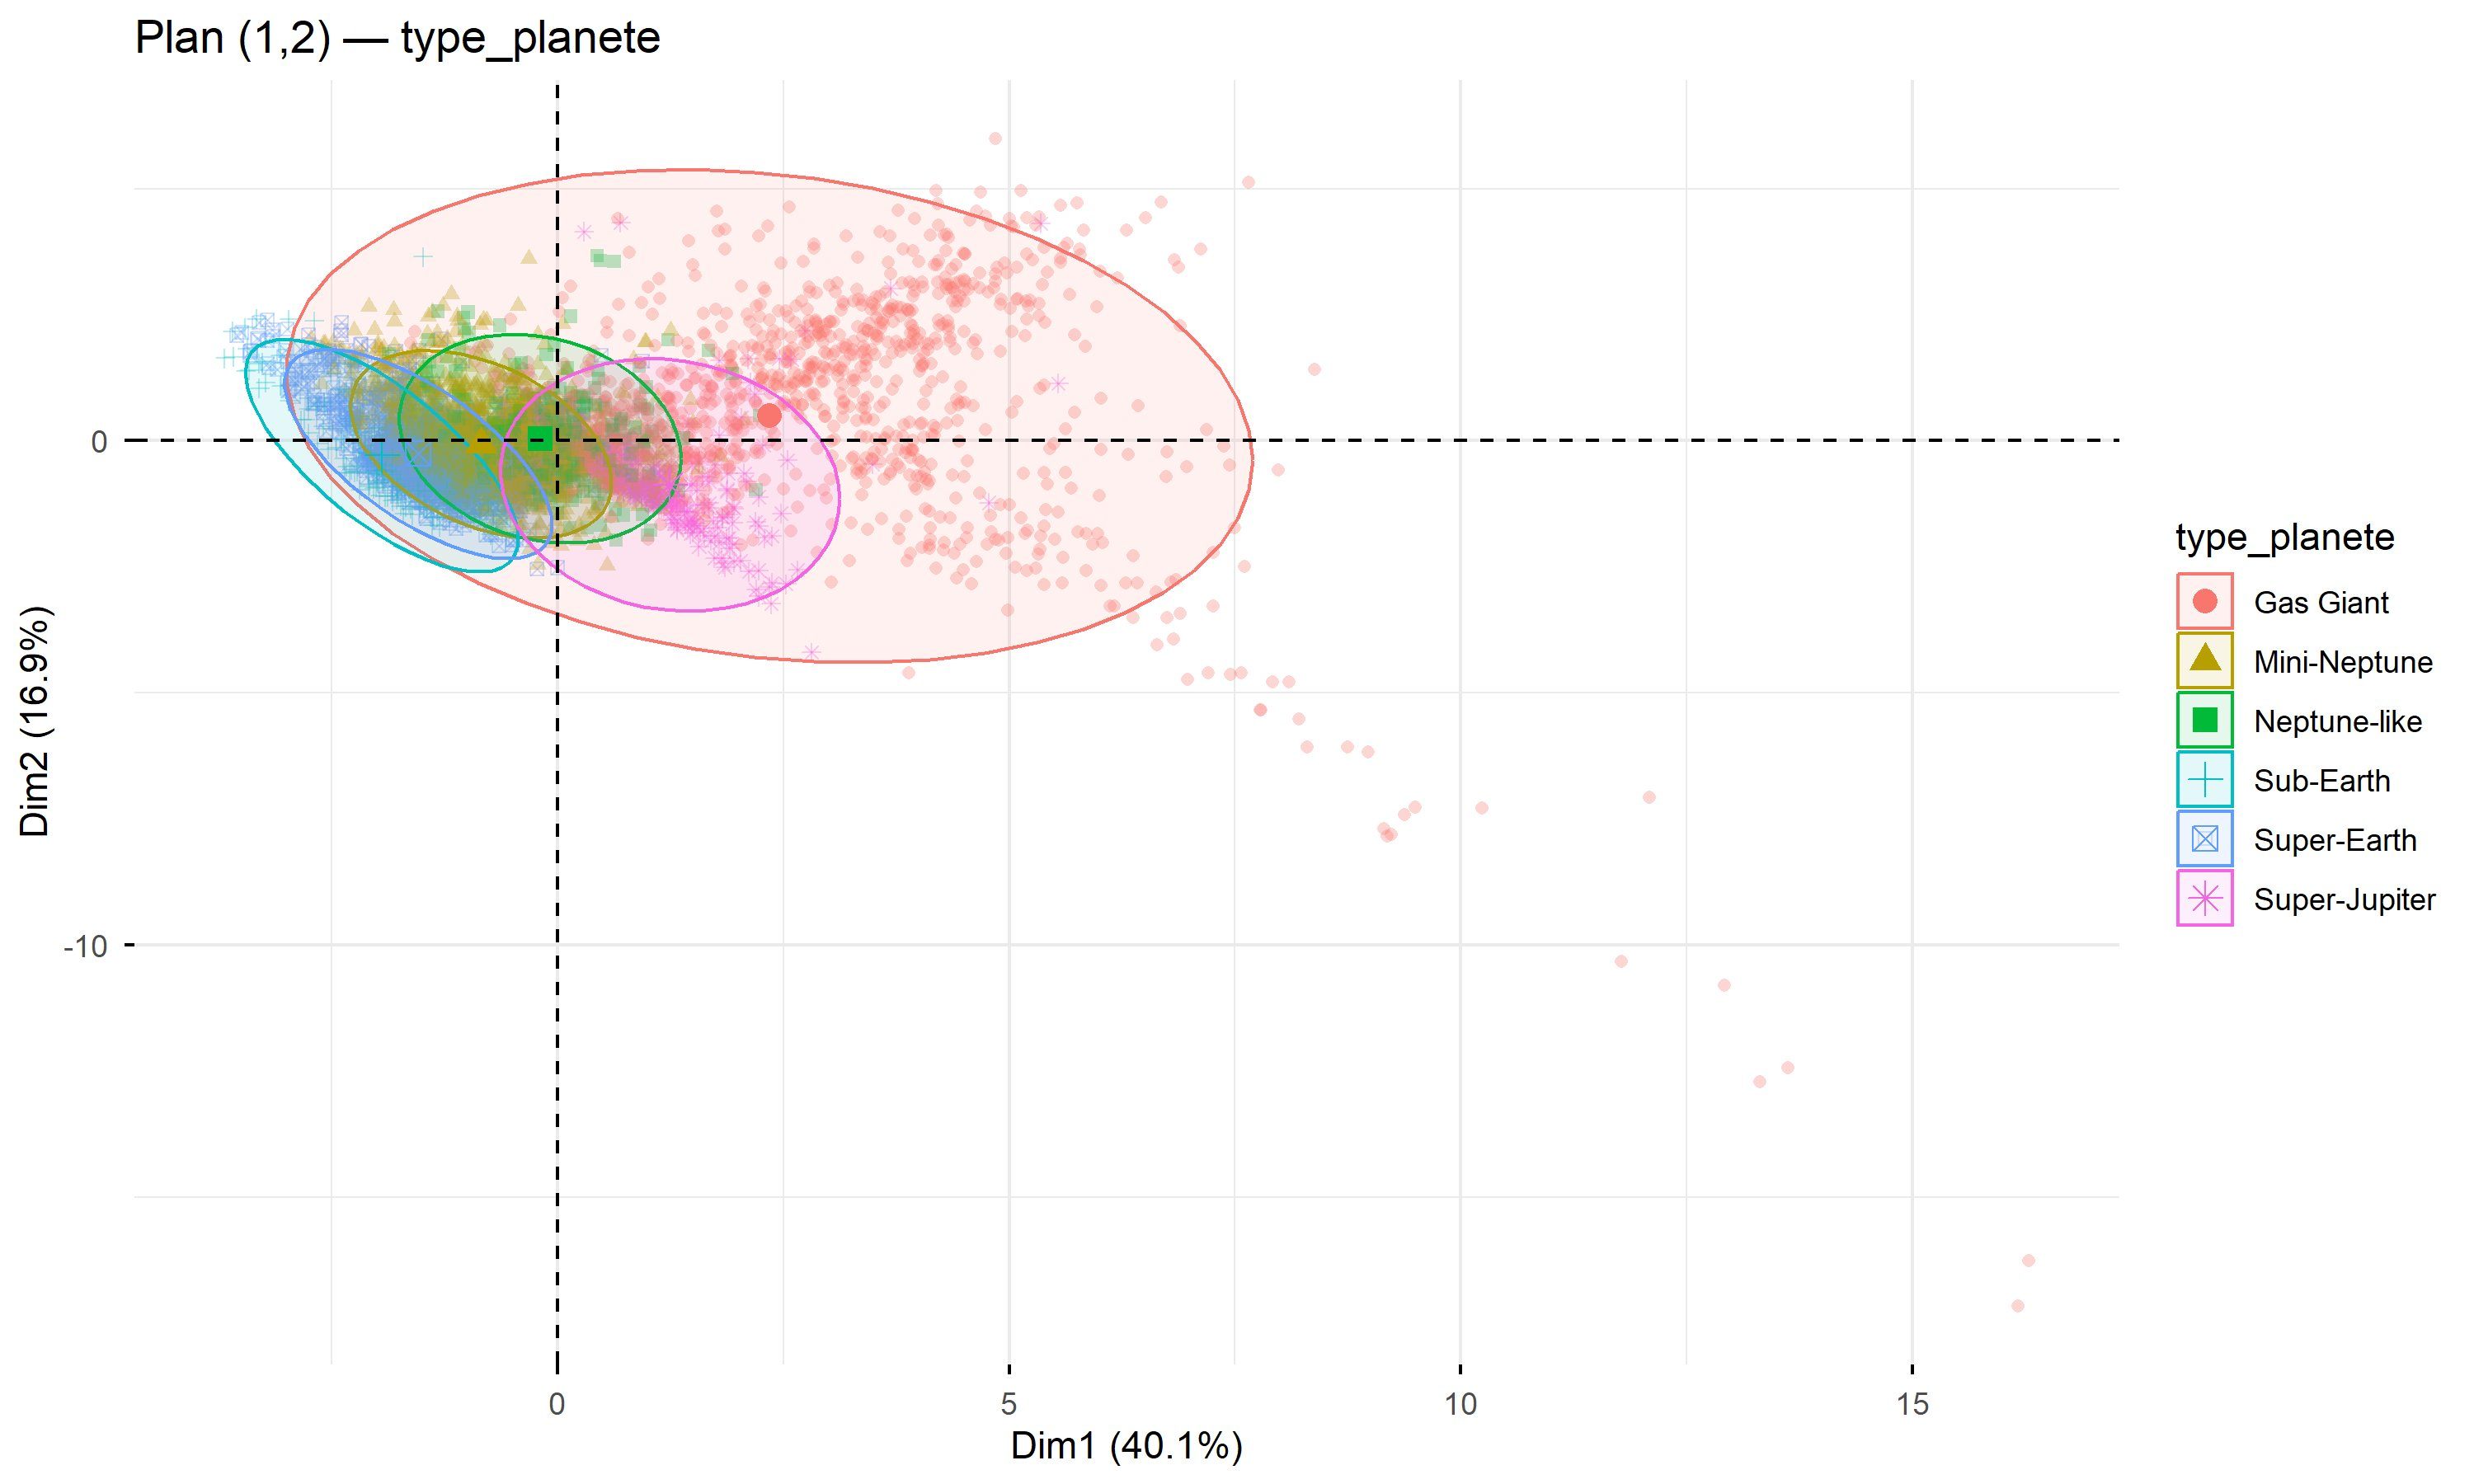 Plan (1,2) — type_planete
0
-10
Dim2 (16.9%)
0
5
10
15
Dim1 (40.1%)
type_planete
Gas Giant
Mini-Neptune
Neptune-like
Sub-Earth
Super-Earth
Super-Jupiter